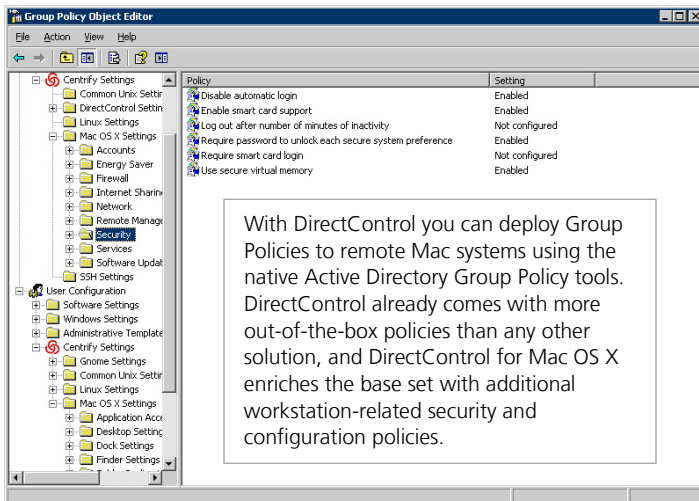 Group Policy Object Editor
File Action View Help
Centrify Settings
Common Unix Settir
DirectControl Settin
Linux Settings
Mac OS X Settings
Accounts
Energy Saver
Firewall
Internet Sharin
Network
Remote Manage
Security
Services
Software Updat
SSH Settings
User Configuration
Software Settings
Windows Settings
Administrative Template
Centrify Settings
Gnome Settings
Common Unix Settir
Linux Settings
Mac OS X Settings
Application Acce
Desktop Setting
Dock Settings
Finder Settings
Policy Setting
Disable automatic login Enabled
Enable smart card support Enabled
Log out after number of minutes of inactivity Not configured
Require password to unlock each secure system preference Enabled
Require smart card login Not configured
Use secure virtual memory Enabled
With DirectControl you can deploy Group
Policies to remote Mac systems using the
native Active Directory Group Policy tools.
DirectControl already comes with more
out-of-the-box policies than any other
solution, and DirectControl for Mac OS X
enriches the base set with additional
workstation-related security and
configuration policies.